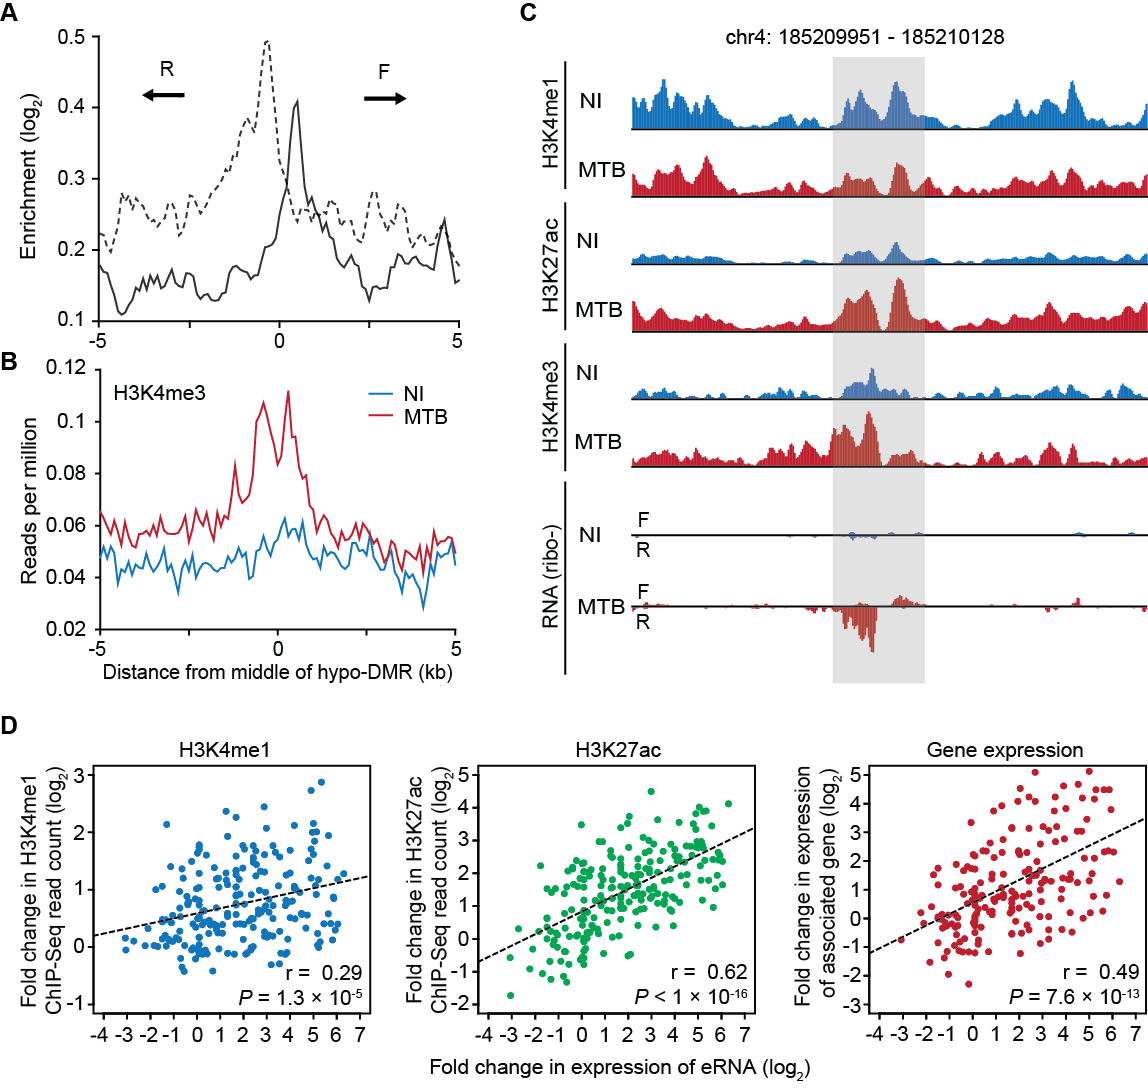 A
0.5
0.4
0.3
0.2
0.1
Enrichment (log2)
R
F
-5
0
5
B
0.12
0.1
0.08
0.06
0.04
0.02
Reads per million
H3K4me3
NI
MTB
-5
0
5
Distance from middle of hypo-DMR (kb)
C
chr4: 185209951 - 185210128
H3K4me1
NI
MTB
H3K27ac
NI
MTB
H3K4me3
NI
MTB
RNA (ribo-)
NI
F
R
MTB
F
R
D
H3K4me1
Fold change in H3K4me1
ChIP-Seq read count (log2)
3
2
1
0
-1
r = 0.29
P = 1.3 × 10-5
-4 -3 -2 -1 0 1 2 3 4 5 6 7
H3K27ac
Fold change in H3K27ac
ChIP-Seq read count (log2)
5
4
3
2
1
0
-1
-2
r = 0.62
P < 1 × 10-16
-4 -3 -2 -1 0 1 2 3 4 5 6 7
Gene expression
Fold change in expression
of associated gene (log2)
5
4
3
2
1
0
-1
-2
-3
r = 0.49
P = 7.6 × 10-13
-4 -3 -2 -1 0 1 2 3 4 5 6 7
Fold change in expression of eRNA (log2)